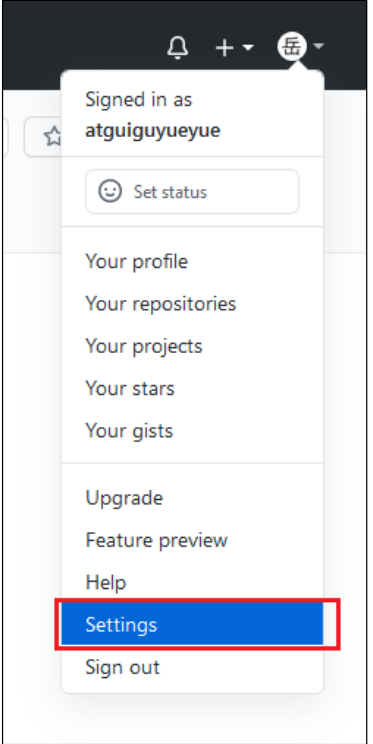 岳
Signed in as
atguiguyueyue
Set status
Your profile
Your repositories
Your projects
Your stars
Your gists
Upgrade
Feature preview
Help
Settings
Sign out